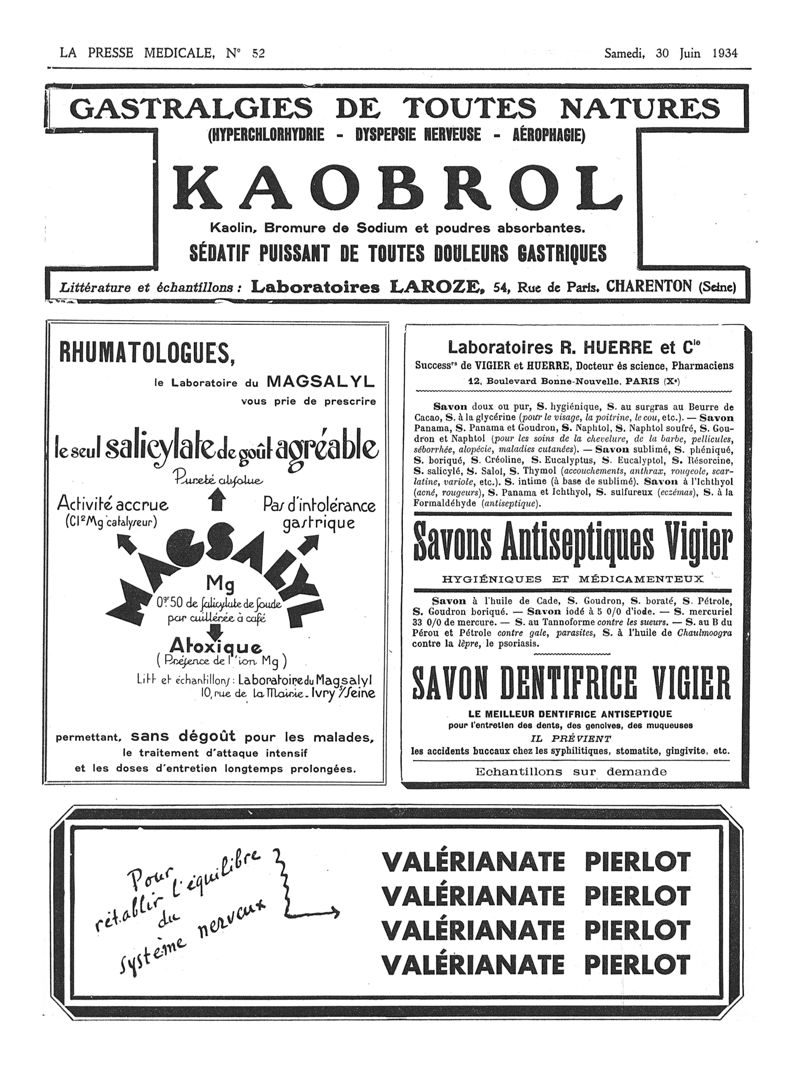 LA PRESSE MEDICALE, N° 52
Samedi, 30 Juin 1934
GASTRALGIES DE TOUTES NATURES
(HYPERCHLORHYDRIE - DYSPEPSIE NERVEUSE - AÉROPHAGIE)
KAOBROL
Kaolin, Bromure de Sodium et poudres absorbantes.
SÉDATIF PUISSANT DE TOUTES DOULEURS GASTRIQUES
Littérature et échantillons : Laboratoires LAROZE, 54, Rue de Paris. CHARENTON (Seine)
RHUMATOLOGUES,
le Laboratoire du MAGSALYL
vous prie de prescrire
le seul salicylate de goût agréable
Pureté absolue
Activité accrue
(Cl²Mg catalyseur)
Pas d'intolérance
gastrique
MAGSALYL
Mg
0gr50 de salicylate de soude
par cuillérée à café
Atoxique
(Présence de l'ion Mg)
Litt et échantillons : Laboratoire du Magsalyl
10, rue de la Mairie - Ivry s/Seine
permettant, sans dégoût pour les malades,
le traitement d'attaque intensif
et les doses d'entretien longtemps prolongées.
Laboratoires R. HUERRE et Cie
Successrs de VIGIER et HUERRE, Docteur ès science, Pharmaciens
12, Boulevard Bonne-Nouvelle, PARIS (Xe)
Savon doux ou pur, S. hygiénique, S. au surgras au Beurre de
Cacao, S. à la glycérine (pour le visage, la poitrine, le cou, etc.). — Savon
Panama, S. Panama et Goudron, S. Naphtol, S. Naphtol soufré, S. Gou-
dron et Naphtol (pour les soins de la chevelure, de la barbe, pellicules,
séborrhée, alopécie, maladies cutanées). — Savon sublimé, S. phéniqué,
S. boriqué, S. Créoline, S. Eucalyptus, S. Eucalyptol, S. Résorcine,
S. salicylé, S. Salol, S. Thymol (accouchements, anthrax, rougeole, scar-
latine, variole, etc.). S. intime (à base de sublimé). Savon à l'Ichthyol
(acné, rougeurs), S. Panama et Ichthyol, S. sulfureux (eczémas), S. à la
Formaldéhyde (antiseptique).
Savons Antiseptiques Vigier
HYGIÉNIQUES ET MÉDICAMENTEUX
Savon à l'huile de Cade, S. Goudron, S. boraté, S. Pétrole,
S. Goudron boriqué. — Savon iodé à 5 0/0 d'iode. — S. mercuriel
33 0/0 de mercure. — S. au Tannoforme contre les sueurs. — S. au B du
Pérou et Pétrole contre gale, parasites, S. à l'huile de Chaulmoogra
contre la lèpre, le psoriasis.
SAVON DENTIFRICE VIGIER
LE MEILLEUR DENTIFRICE ANTISEPTIQUE
pour l'entretien des dents, des gencives, des muqueuses
IL PRÉVIENT
les accidents buccaux chez les syphilitiques, stomatite, gingivite, etc.
Echantillons sur demande
Pour
rétablir l'équilibre
du
système nerveux
VALÉRIANATE PIERLOT
VALÉRIANATE PIERLOT
VALÉRIANATE PIERLOT
VALÉRIANATE PIERLOT